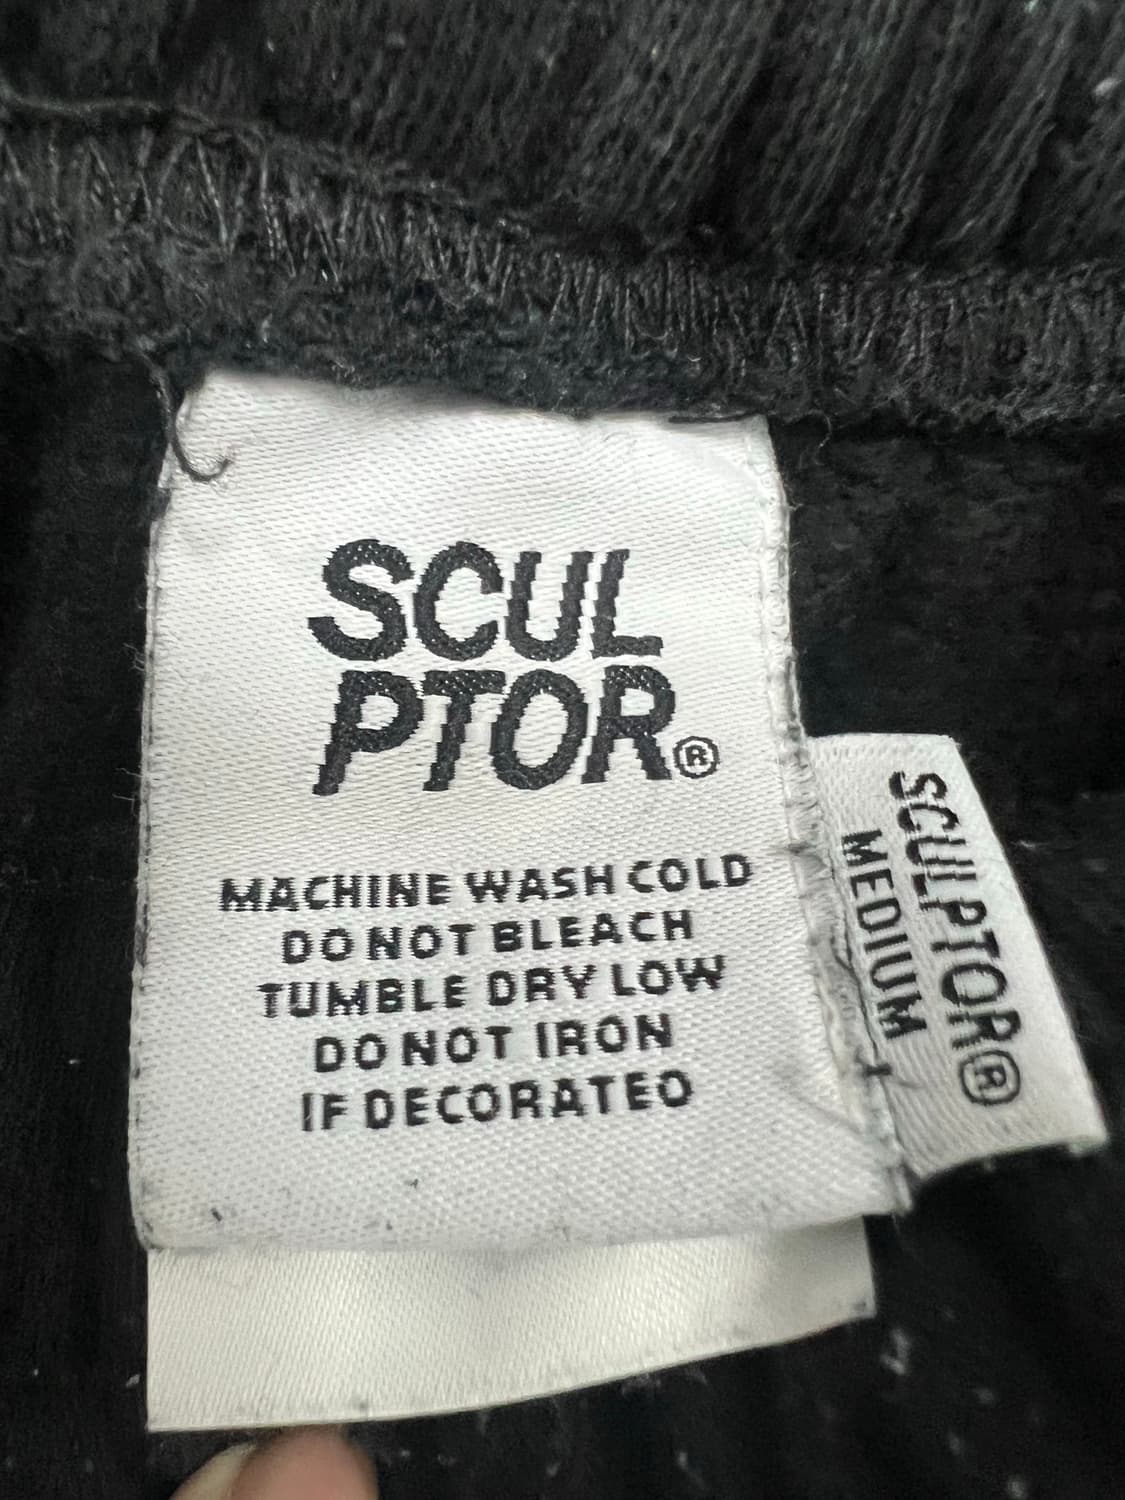 SCUL
PTOR®
MACHINE WASH COLD
DO NOT BLEACH
TUMBLE DRY LOW
DO NOT IRON
IF DECORATED
SCULPTOR®
MEDIUM